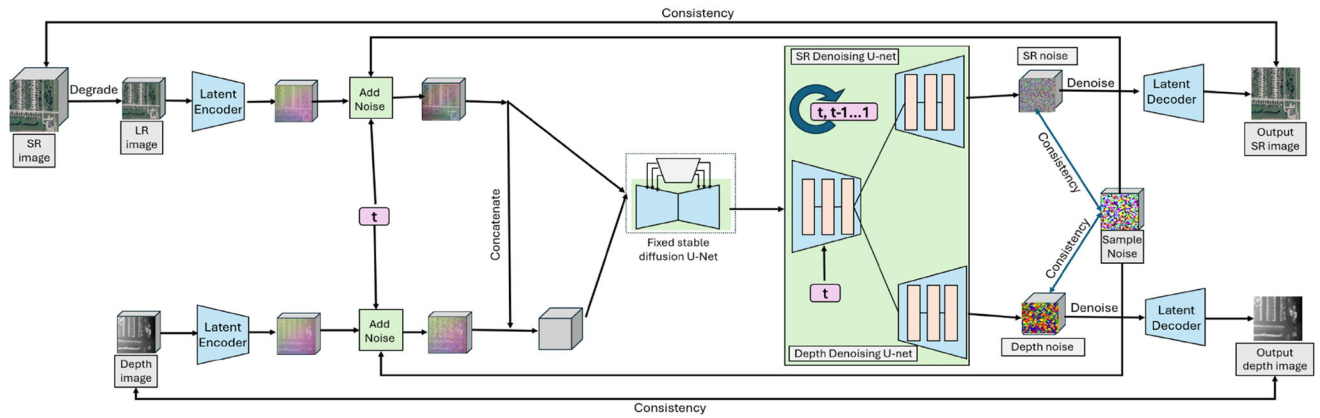 Consistency
SR
image
Degrade
LR
image
Latent
Encoder
Add
Noise
t
Concatenate
Depth
image
Latent
Encoder
Add
Noise
Fixed stable
diffusion U-Net
SR Denoising U-net
t, t-1...1
t
Depth Denoising U-net
SR noise
Denoise
Latent
Decoder
Output
SR image
Consistency
Sample
Noise
Consistency
Depth noise
Denoise
Latent
Decoder
Output
depth image
Consistency